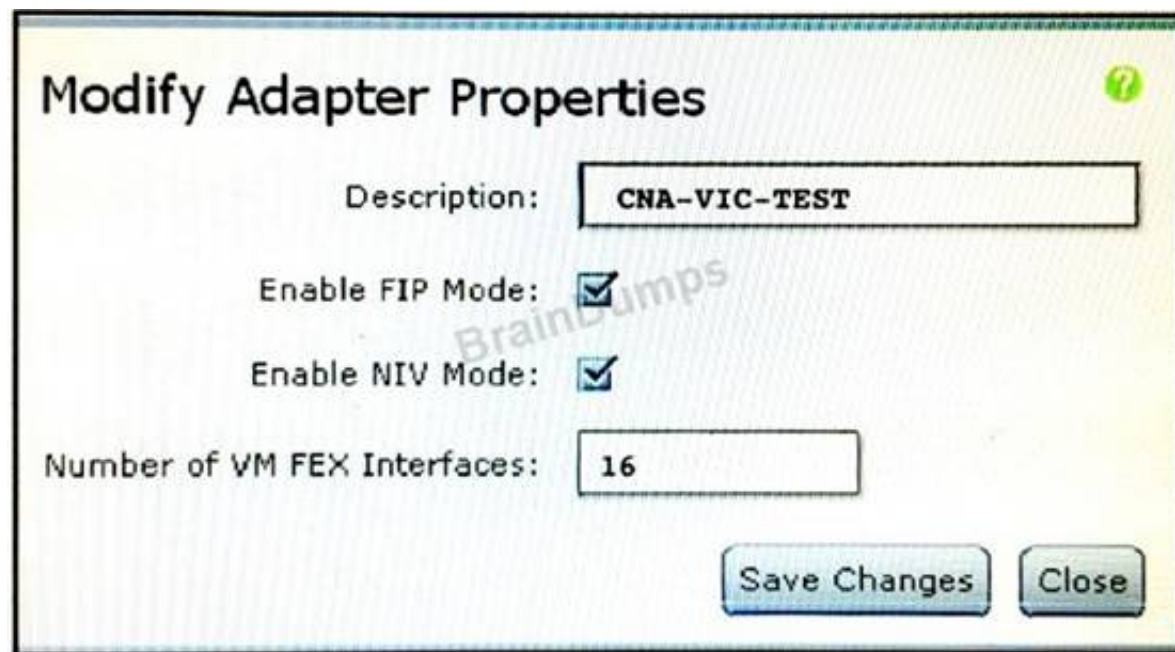 Modify Adapter Properties ?
Description: CNA-VIC-TEST
Enable FIP Mode:
BrainDumps
Enable NIV Mode:
Number of VM FEX Interfaces: 16
Save Changes Close